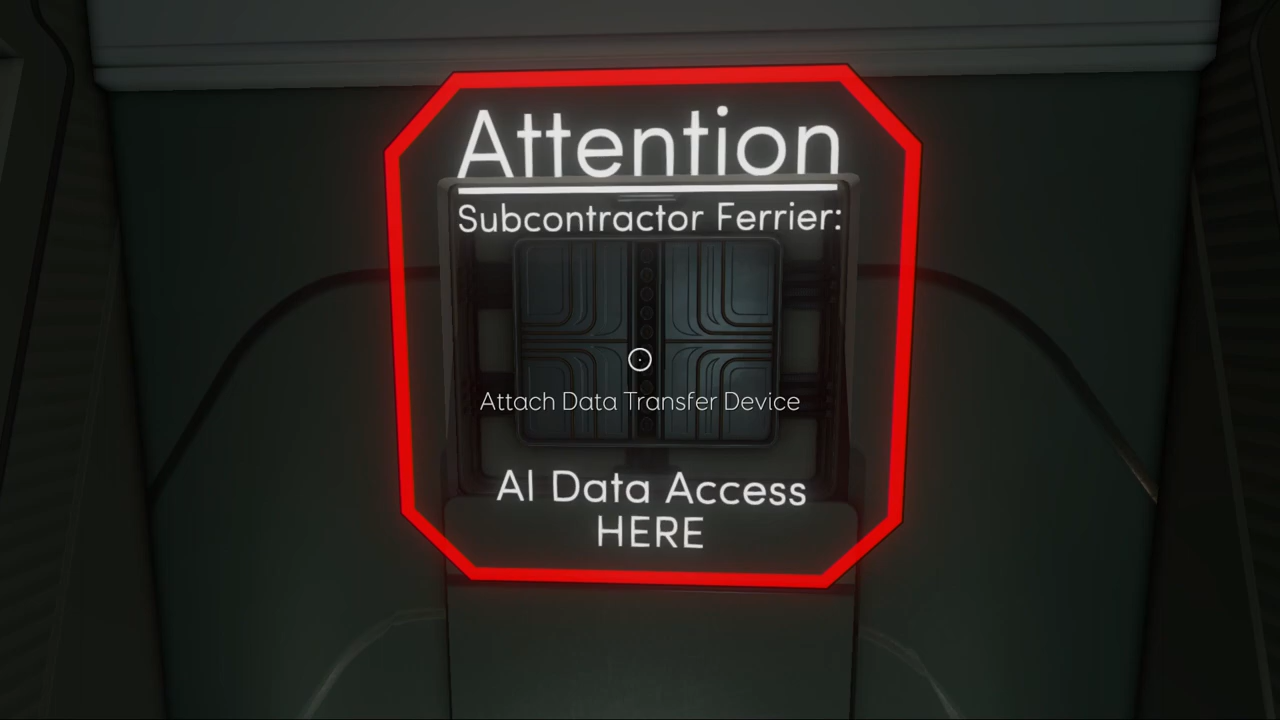 Attention
Subcontractor Ferrier:
Attach Data Transfer Device
AI Data Access
HERE